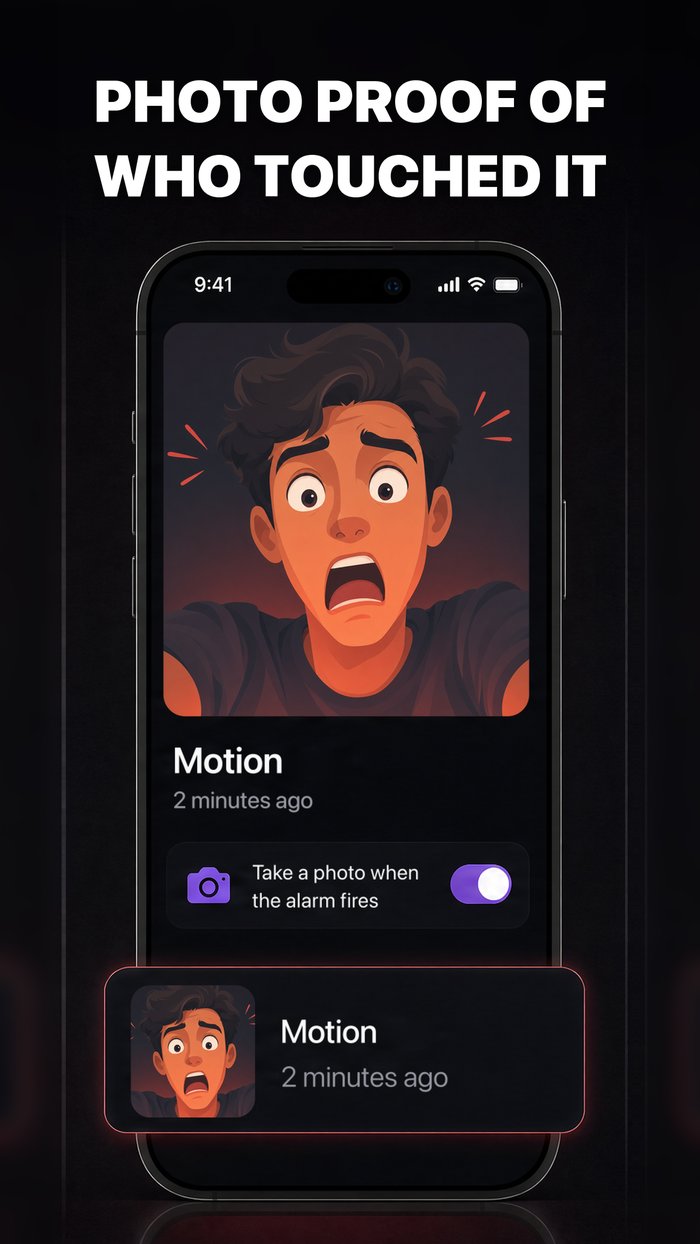 PHOTO PROOF OF
WHO TOUCHED IT
9:41
Motion
2 minutes ago
Take a photo when
the alarm fires
Motion
2 minutes ago